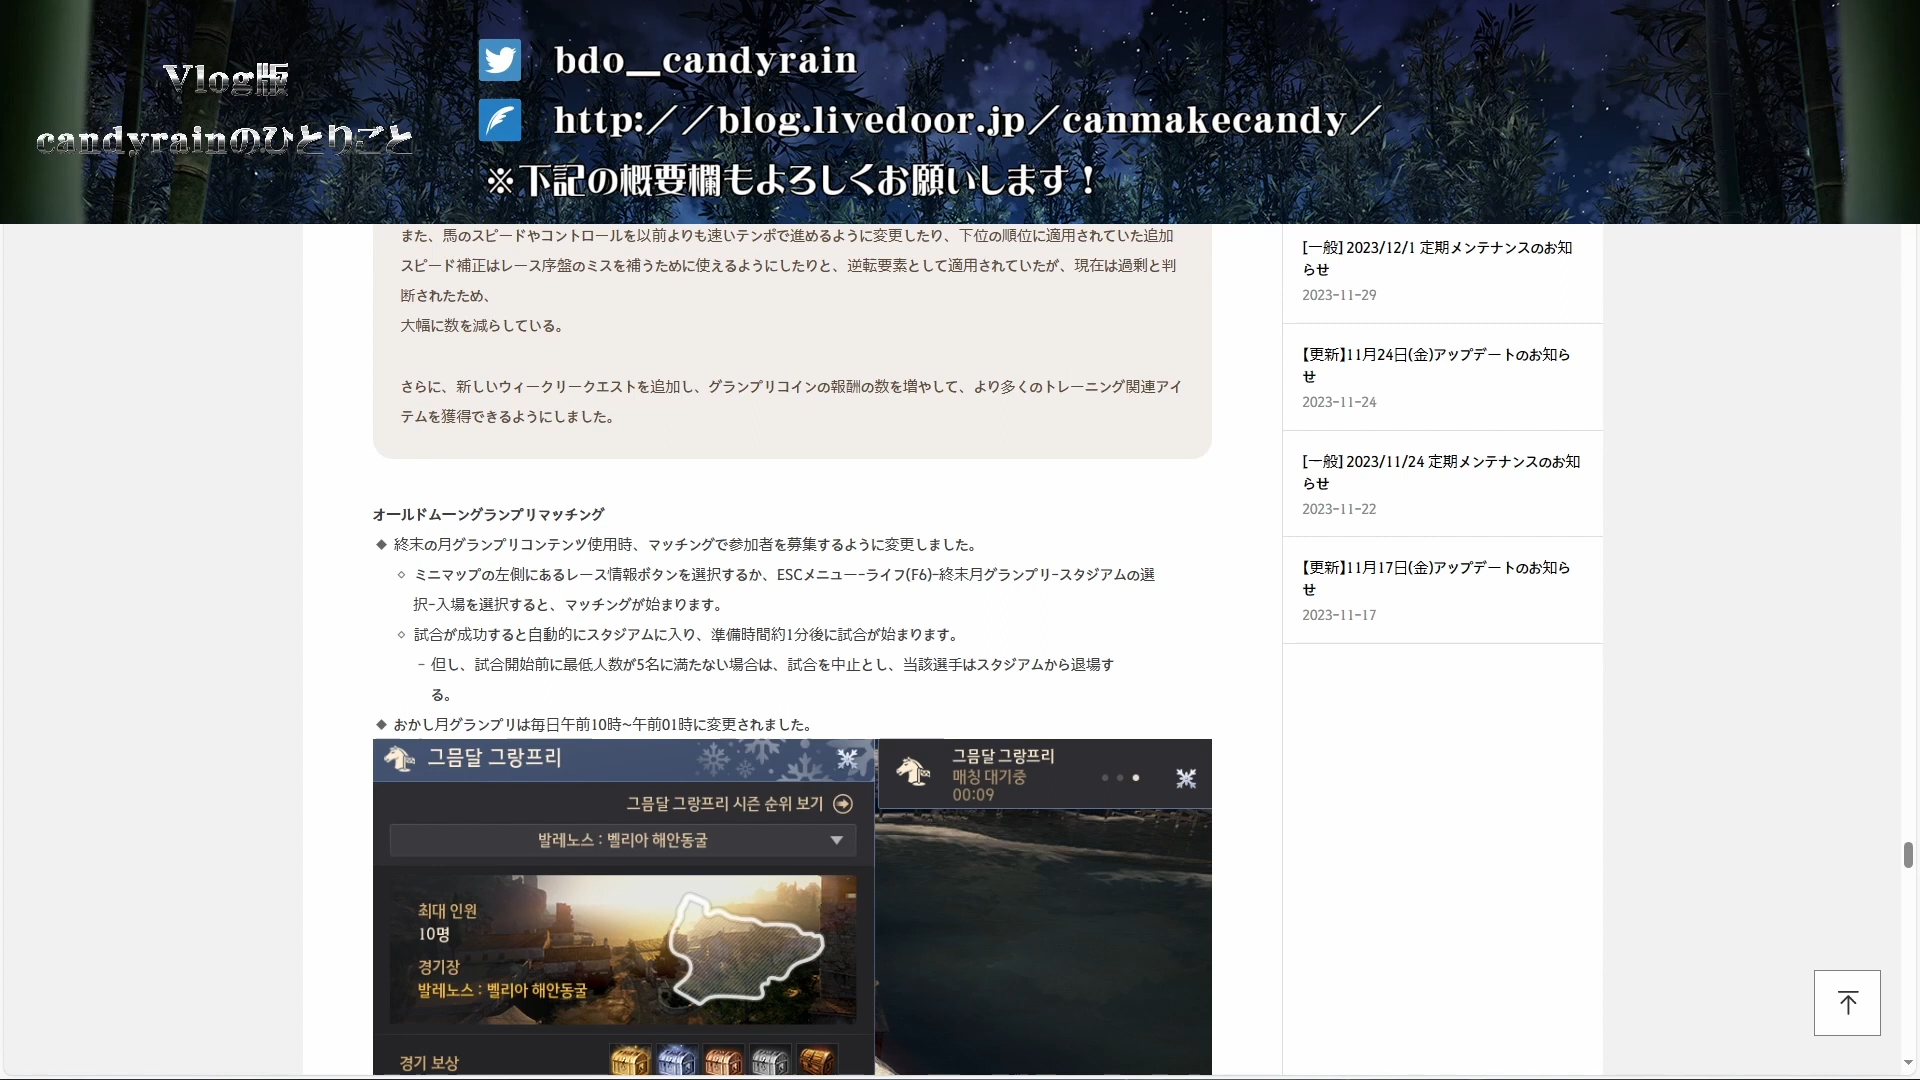 Vlog版
candyrainのひとりごと
bdo__candyrain
http://blog.livedoor.jp/canmakecandy/
※下記の概要欄もよろしくお願いします！
また、馬のスピードやコントロールを以前よりも速いテンポで進めるように変更したり、下位の順位に適用されていた追加
スピード補正はレース序盤のミスを補うために使えるようにしたりと、逆転要素として適用されていたが、現在は過剰と判
断されたため、
大幅に数を減らしている。
さらに、新しいウィークリークエストを追加し、グランプリコインの報酬の数を増やして、より多くのトレーニング関連アイ
テムを獲得できるようにしました。
オールドムーングランプリマッチング
◆ 終末の月グランプリコンテンツ使用時、マッチングで参加者を募集するように変更しました。
◇ ミニマップの左側にあるレース情報ボタンを選択するか、ESCメニュー-ライフ(F6)-終末月グランプリ-スタジアムの選
択-入場を選択すると、マッチングが始まります。
◇ 試合が成功すると自動的にスタジアムに入り、準備時間約1分後に試合が始まります。
- 但し、試合開始前に最低人数が5名に満たない場合は、試合を中止とし、当該選手はスタジアムから退場す
る。
◆ おかし月グランプリは毎日午前10時~午前01時に変更されました。
그믐달 그랑프리
그믐달 그랑프리 시즌 순위 보기
발레노스 : 벨리아 해안동굴
최대 인원
10명
경기장
발레노스 : 벨리아 해안동굴
경기 보상
그믐달 그랑프리
매칭 대기중
00:09
[一般] 2023/12/1 定期メンテナンスのお知
らせ
2023-11-29
【更新】11月24日(金)アップデートのお知ら
せ
2023-11-24
[一般] 2023/11/24 定期メンテナンスのお知
らせ
2023-11-22
【更新】11月17日(金)アップデートのお知ら
せ
2023-11-17